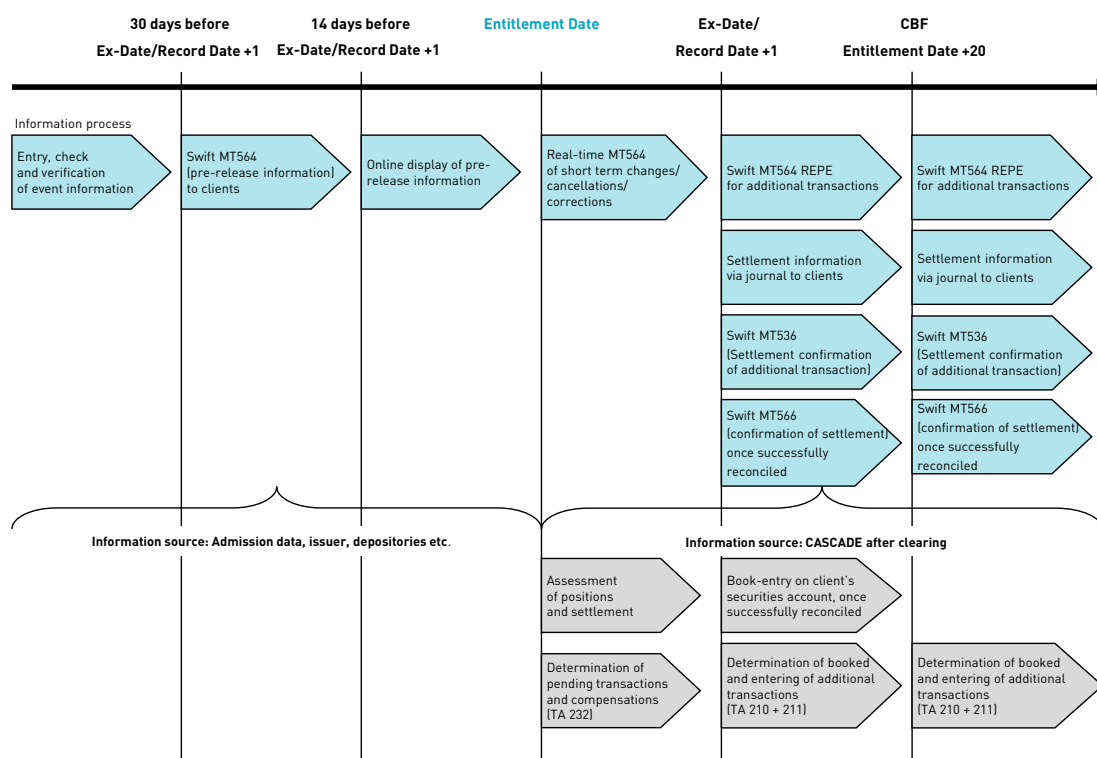 30 days before
Ex-Date/Record Date +1
14 days before
Ex-Date/Record Date +1
Entitlement Date
Ex-Date/
Record Date +1
CBF
Entitlement Date +20
Information process
Entry, check
and verification
of event information
Swift MT564
(pre-release information)
to clients
Online display of pre-
release information
Real-time MT564
of short term changes/
cancellations/
corrections
Swift MT564 REPE
for additional transactions
Swift MT564 REPE
for additional transactions
Settlement information
via journal to clients
Settlement information
via journal to clients
Swift MT536
(Settlement confirmation
of additional transaction)
Swift MT536
(Settlement confirmation
of additional transaction)
Swift MT566
(confirmation of settlement)
once successfully
reconciled
Swift MT566
(confirmation of settlement)
once successfully
reconciled
Information source: Admission data, issuer, depositories etc.
Information source: CASCADE after clearing
Assessment
of positions
and settlement
Book-entry on client's
securities account, once
successfully reconciled
Determination of
pending transactions
and compensations
(TA 232)
Determination of booked
and entering of additional
transactions
(TA 210 + 211)
Determination of booked
and entering of additional
transactions
(TA 210 + 211)